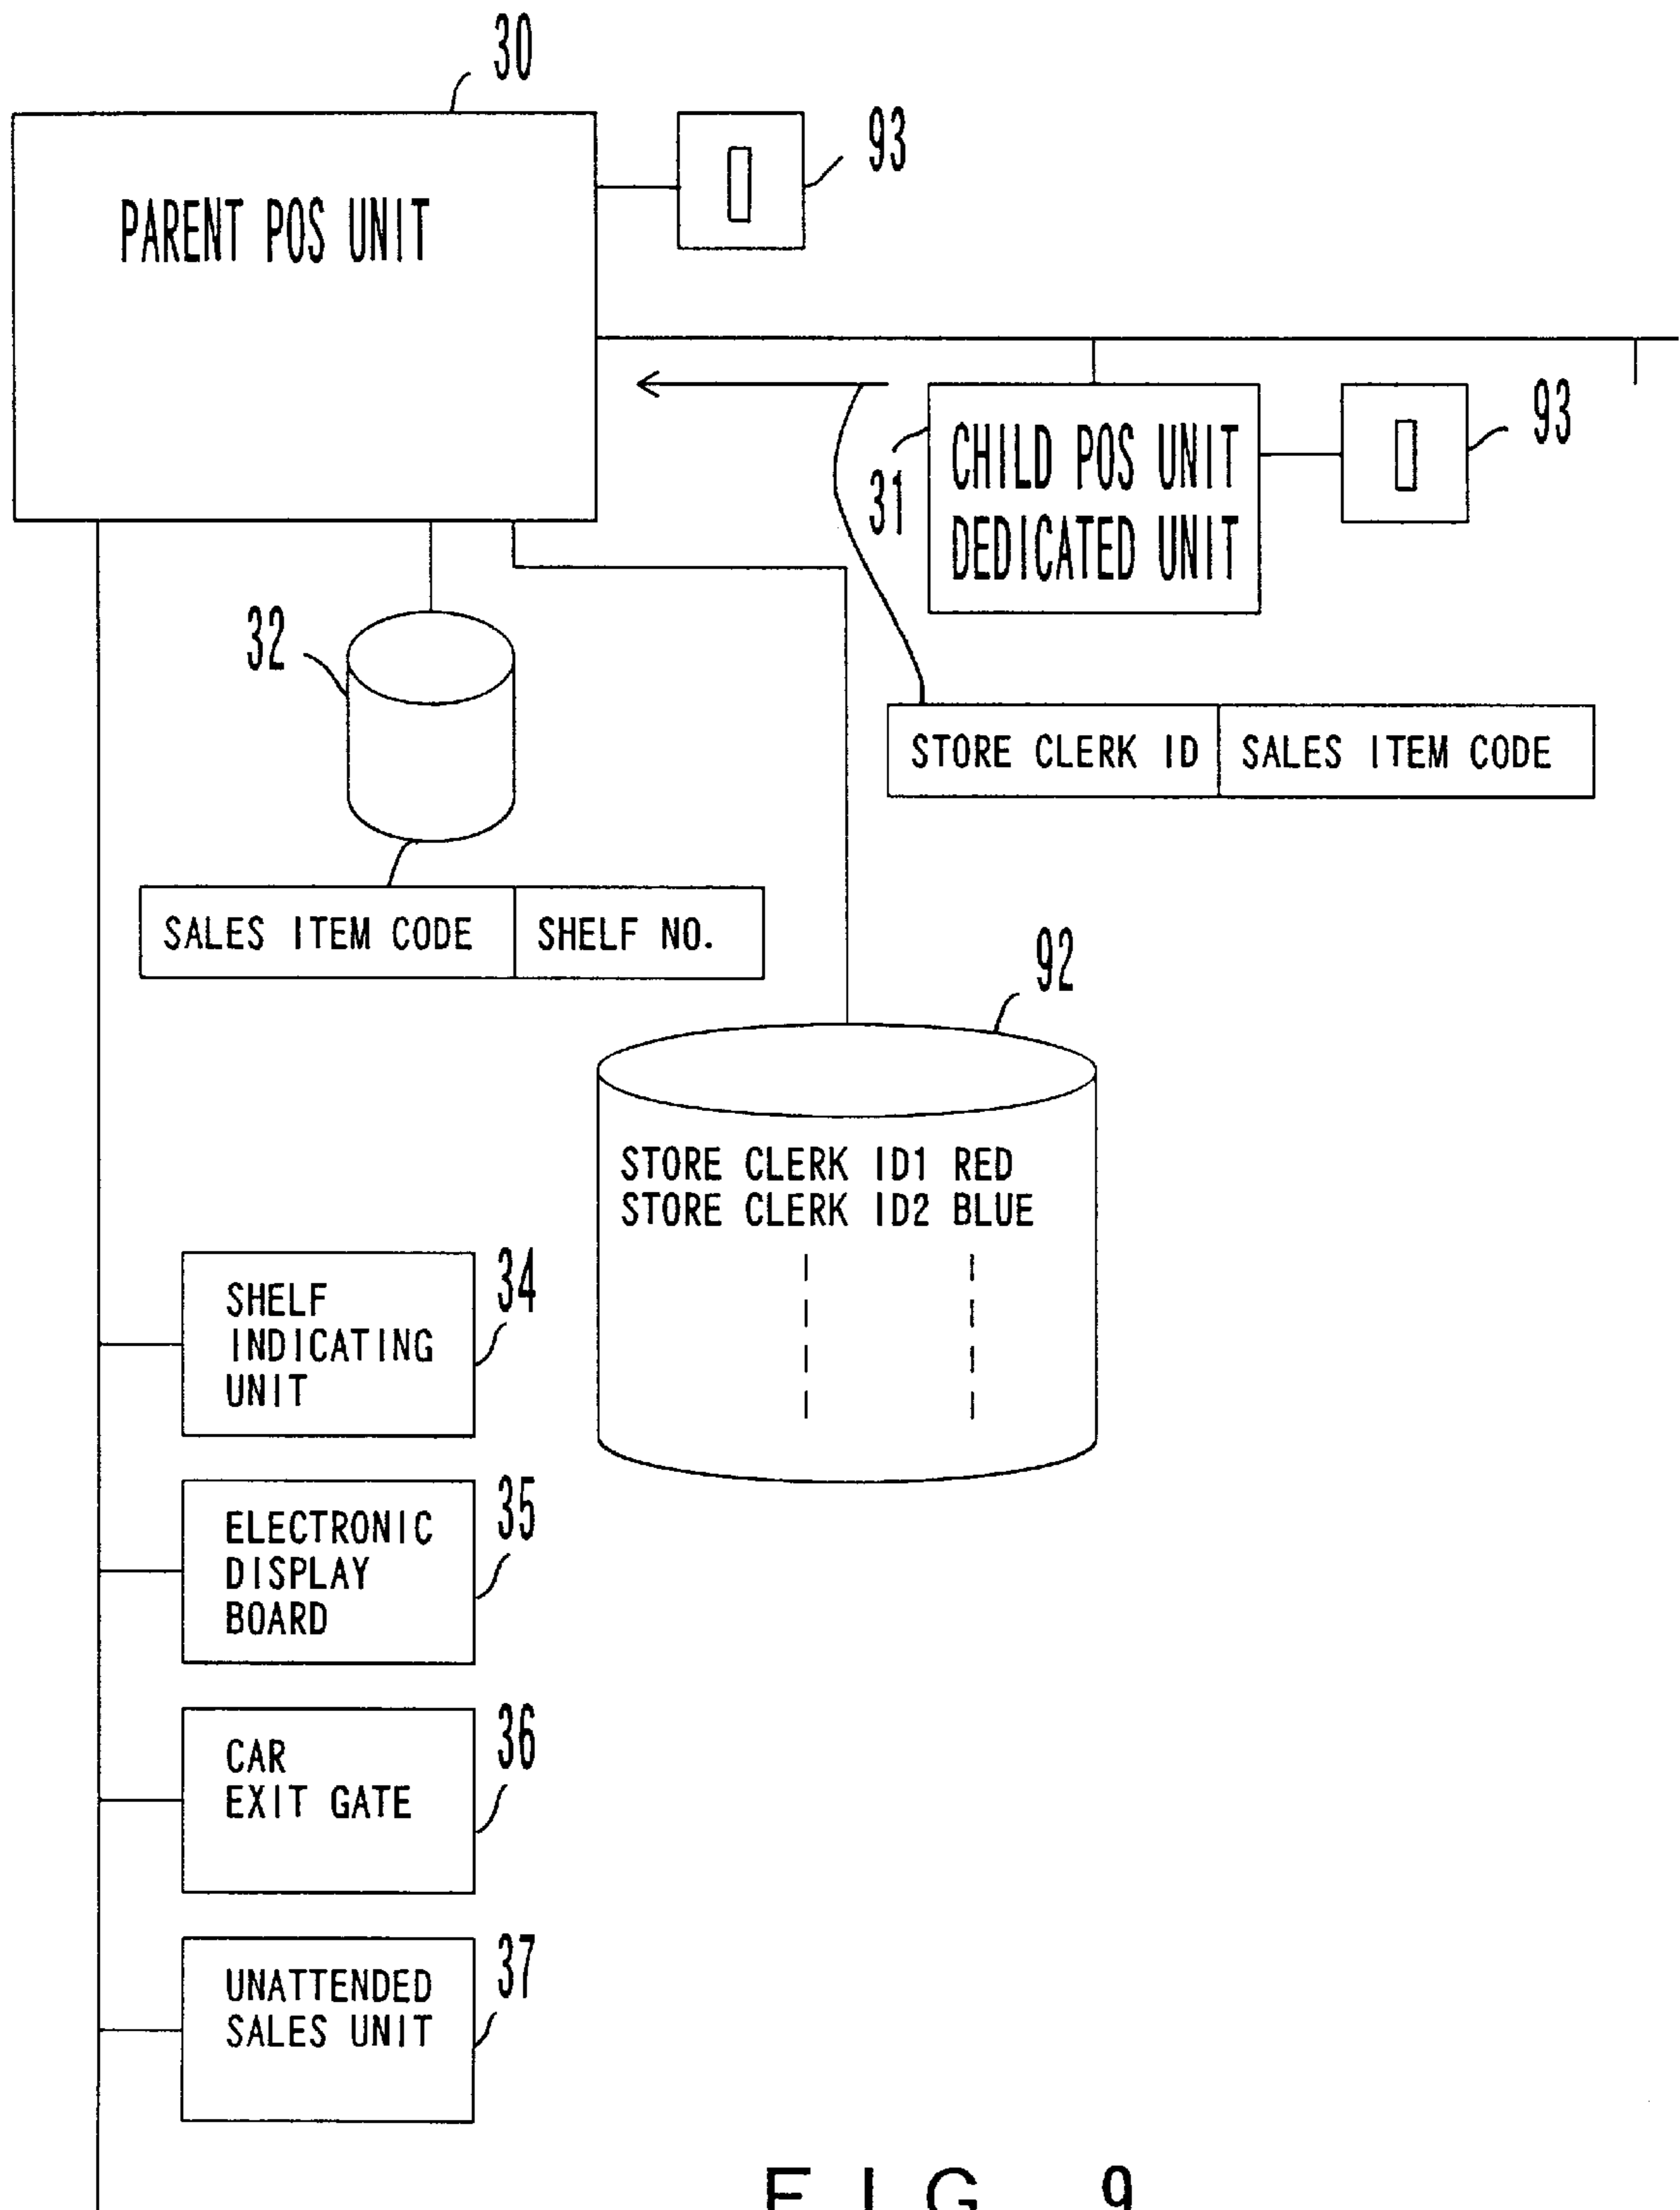 30
93
PARENT POS UNIT
93
31
CHILD POS UNIT
DEDICATED UNIT
32
STORE CLERK ID SALES ITEM CODE
SALES ITEM CODE SHELF NO.
92
STORE CLERK ID1 RED
STORE CLERK ID2 BLUE
34
SHELF
INDICATING
UNIT
35
ELECTRONIC
DISPLAY
BOARD
36
CAR
EXIT GATE
37
UNATTENDED
SALES UNIT
FIG. 9